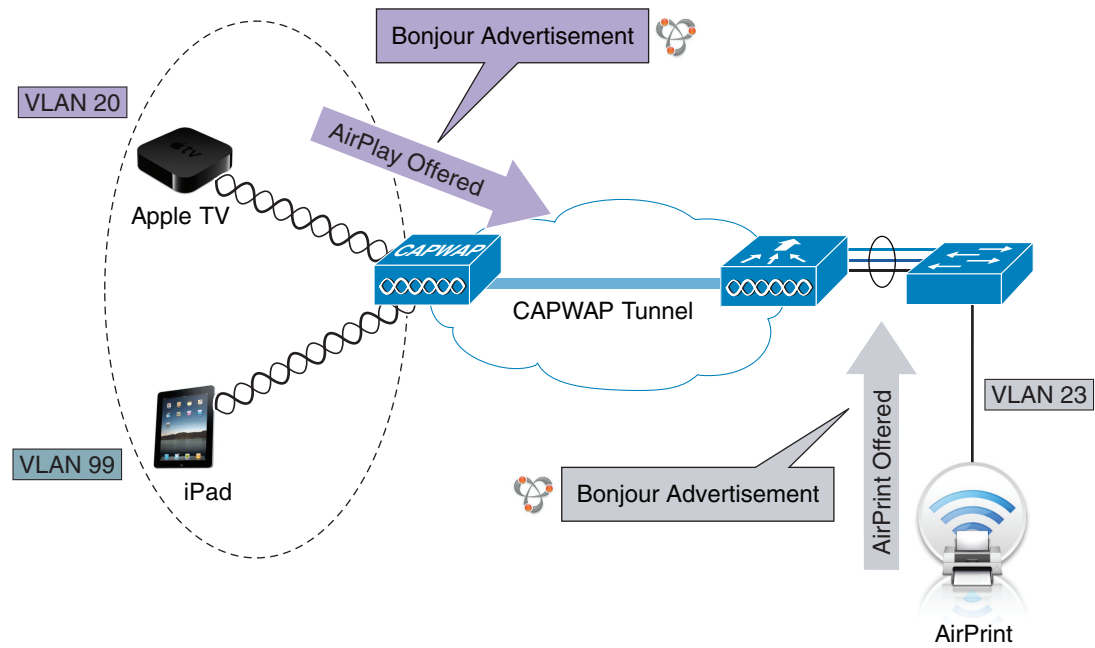 Bonjour Advertisement
VLAN 20
AirPlay Offered
tv
Apple TV
CAPWAP
CAPWAP Tunnel
VLAN 23
AirPrint Offered
VLAN 99
iPad
Bonjour Advertisement
AirPrint